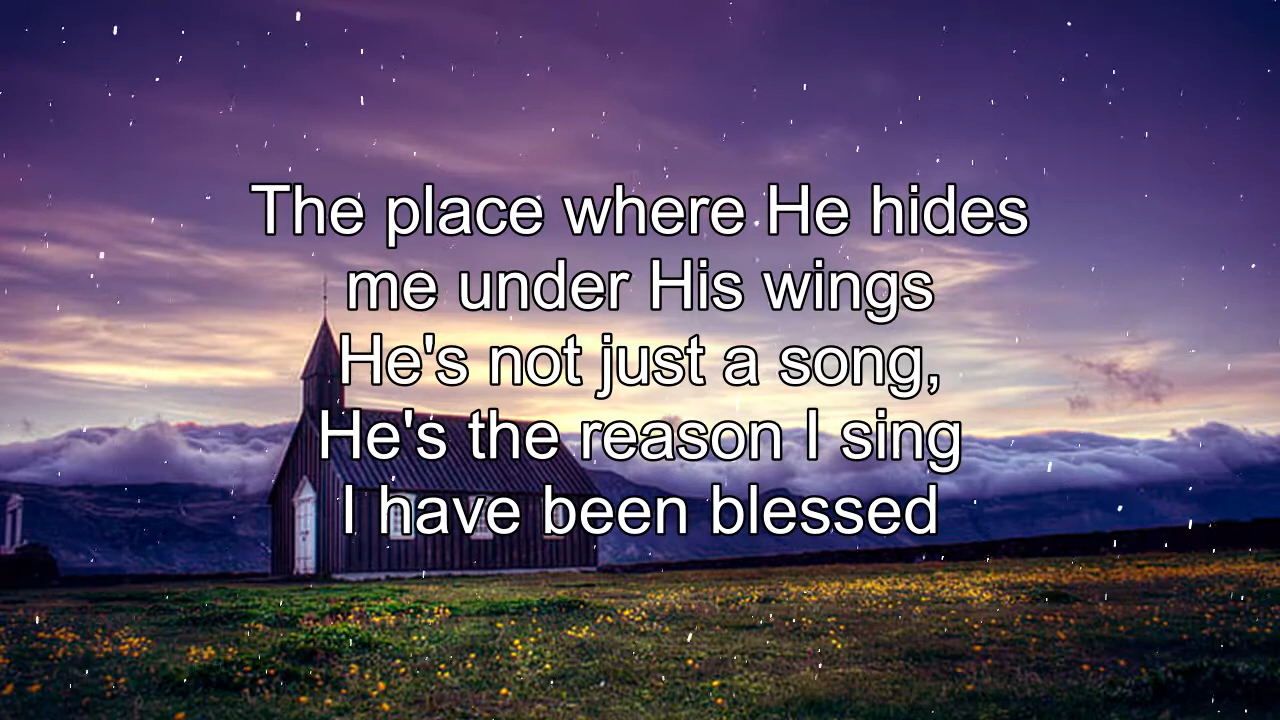 The place where He hides
me under His wings
He's not just a song,
He's the reason I sing
I have been blessed